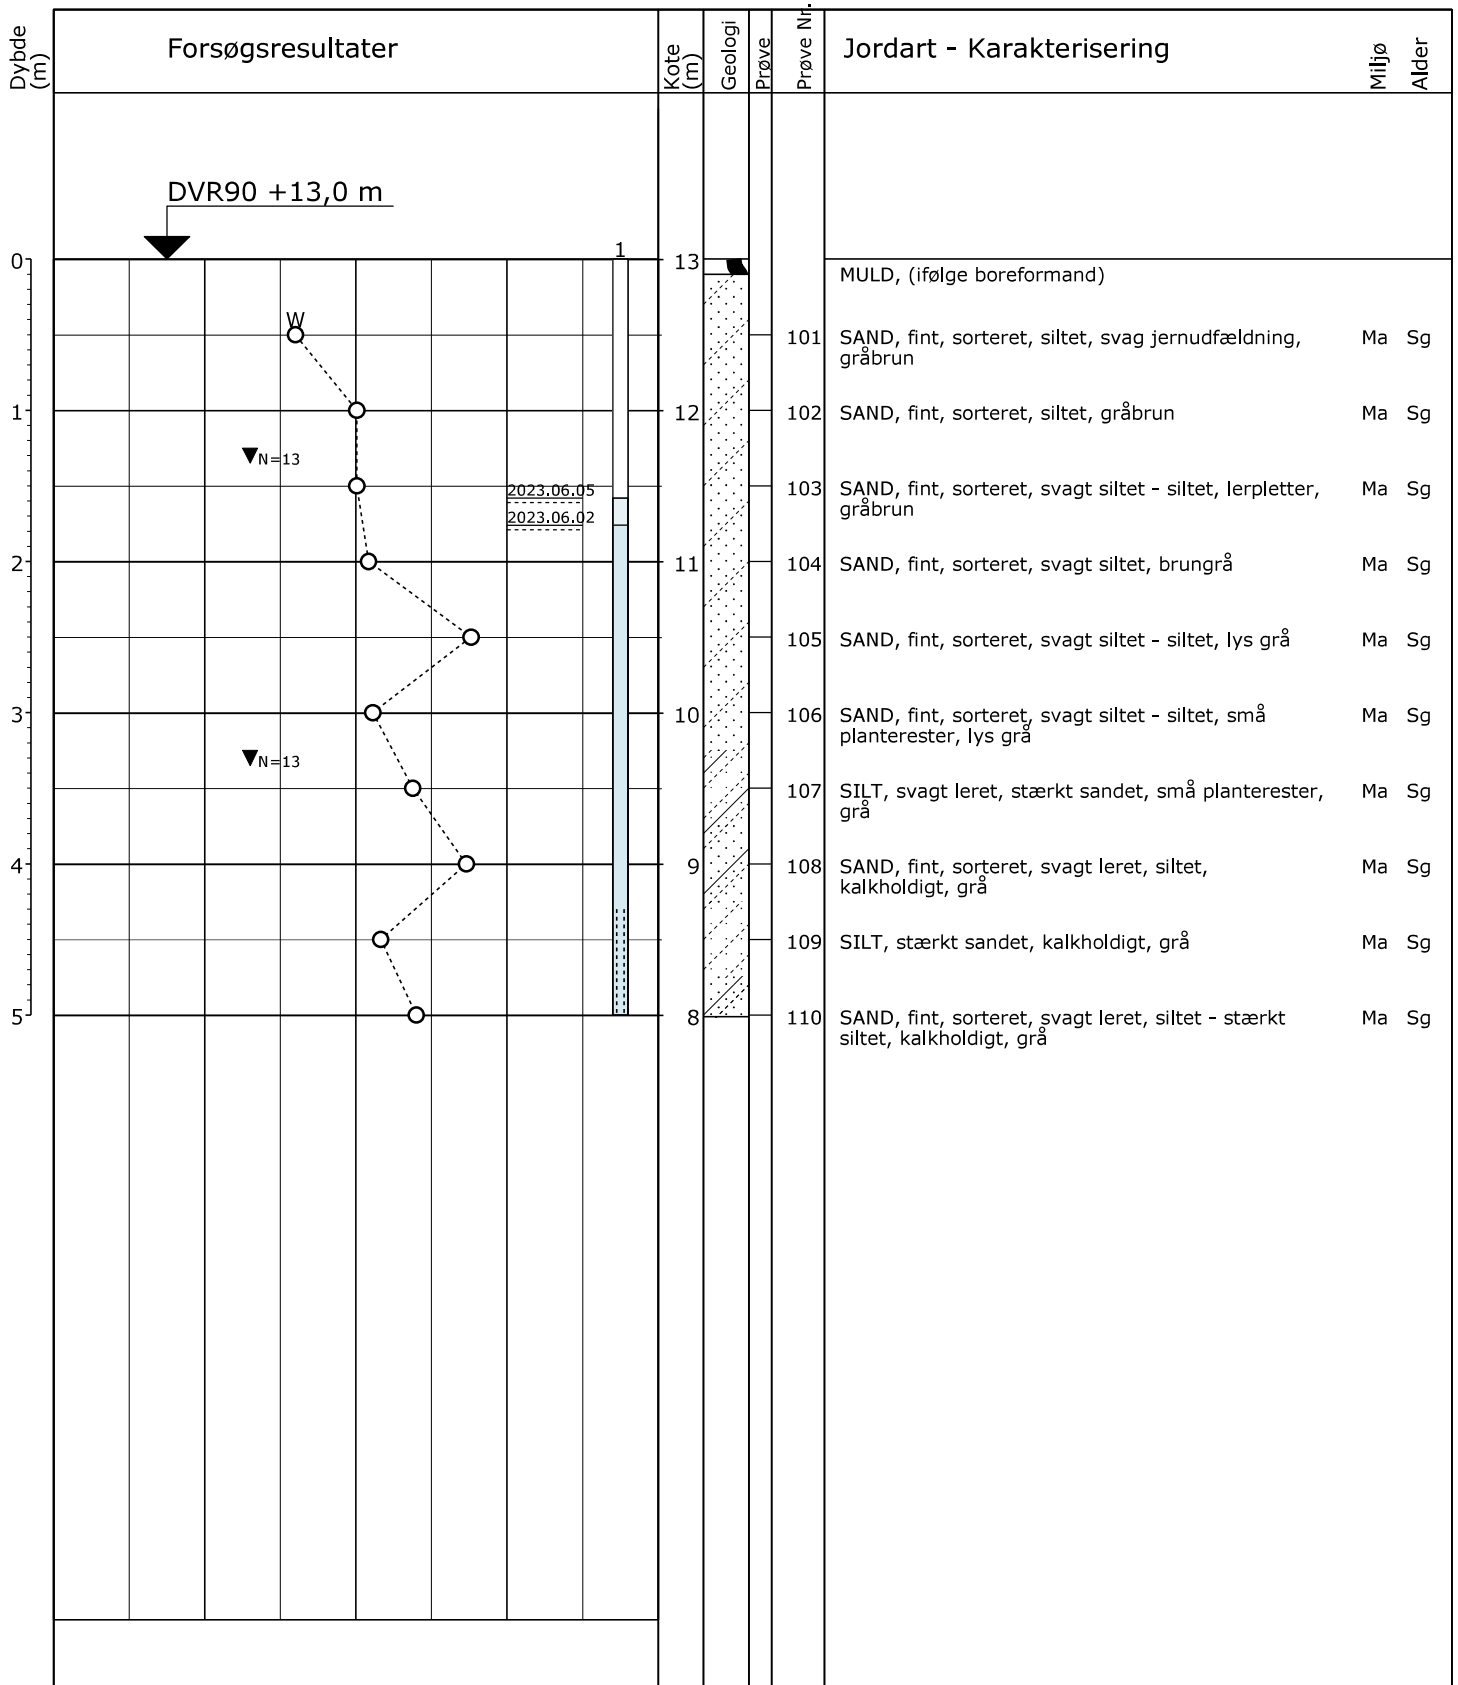 Dybde
(m)
Forsøgsresultater
Kote
(m)
Geologi
Prøve
Prøve Nr.
Jordart - Karakterisering
Miljø
Alder
DVR90 +13,0 m
1
0
13
MULD, (ifølge boreformand)
W
101 SAND, fint, sorteret, siltet, svag jernudfældning, Ma Sg
gråbrun
1
12
102 SAND, fint, sorteret, siltet, gråbrun Ma Sg
N=13
2023.06.05
103 SAND, fint, sorteret, svagt siltet - siltet, lerpletter, Ma Sg
gråbrun
2023.06.02
2
11
104 SAND, fint, sorteret, svagt siltet, brungrå Ma Sg
105 SAND, fint, sorteret, svagt siltet - siltet, lys grå Ma Sg
3
10
106 SAND, fint, sorteret, svagt siltet - siltet, små Ma Sg
planterester, lys grå
N=13
107 SILT, svagt leret, stærkt sandet, små planterester, Ma Sg
grå
4
9
108 SAND, fint, sorteret, svagt leret, siltet, Ma Sg
kalkholdigt, grå
109 SILT, stærkt sandet, kalkholdigt, grå Ma Sg
5
8
110 SAND, fint, sorteret, svagt leret, siltet - stærkt Ma Sg
siltet, kalkholdigt, grå